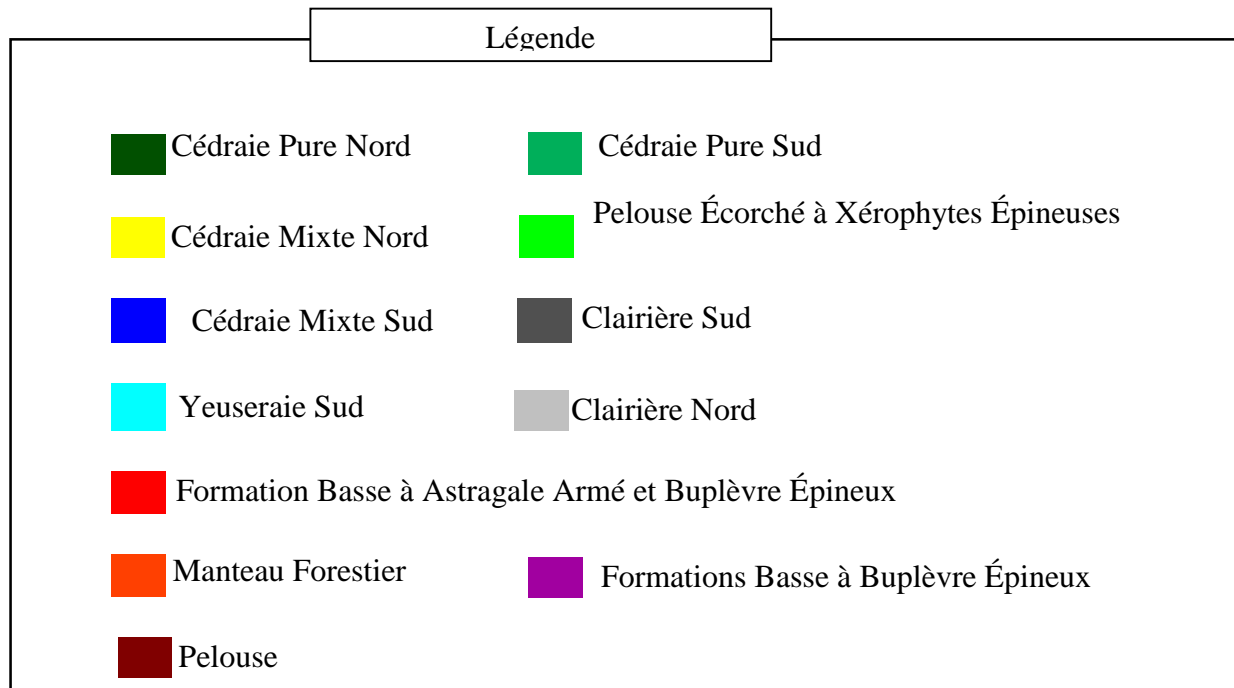 Légende
Cédraie Pure Nord
Cédraie Pure Sud
Cédraie Mixte Nord
Pelouse Écorché à Xérophytes Épineuses
Cédraie Mixte Sud
Clairière Sud
Yeuseraie Sud
Clairière Nord
Formation Basse à Astragale Armé et Buplèvre Épineux
Manteau Forestier
Formations Basse à Buplèvre Épineux
Pelouse